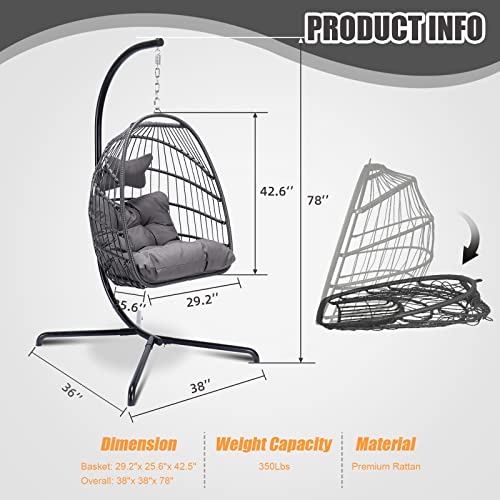 PRODUCT INFO
42.6''
78''
25.6''
29.2''
36''
38''
Dimension
Weight Capacity
Material
Basket: 29.2"x 25.6"x 42.5"
350Lbs
Premium Rattan
Overall: 38"x 38"x 78"